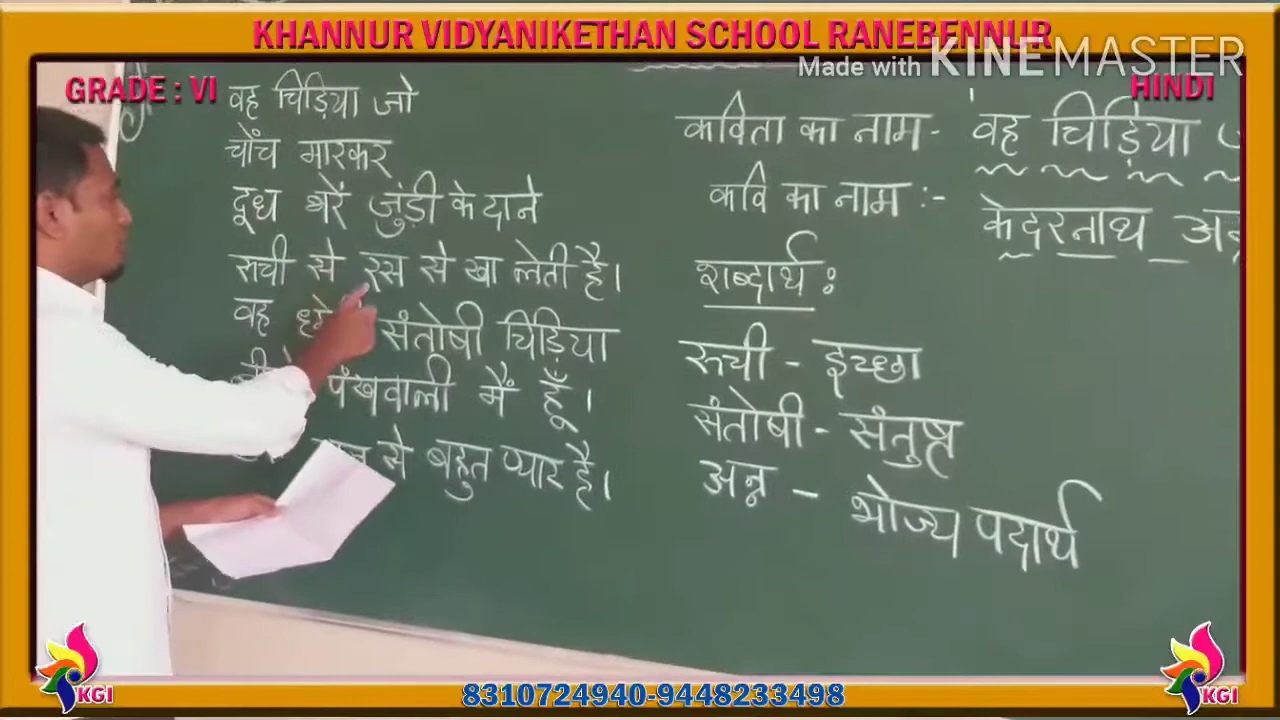 KHANNUR VIDYANIKETHAN SCHOOL RANEBENNUR
Made with KINEMASTER
GRADE : VI
HINDI
वह चिड़िया जो
चोंच मारकर
दूध भरें जुंड़ी के दाने
रुची से रस से खा लेती है।
वह संतोषी चिड़िया
पंखवाली मैं हूँ।
से बहुत प्यार है।
कविता का नाम - वह चिड़िया
कवि का नाम :- केदरनाथ
शब्दार्थ :
रुची - इच्छा
संतोषी - संतुष्ट
अन्न - भोज्य पदार्थ
KGI
8310724940-9448233498
KGI